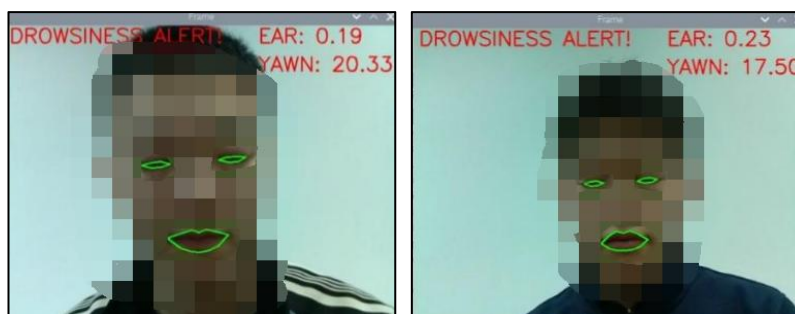 Frame
DROWSINESS ALERT! EAR: 0.19
YAWN: 20.33
Frame
DROWSINESS ALERT! EAR: 0.23
YAWN: 17.50